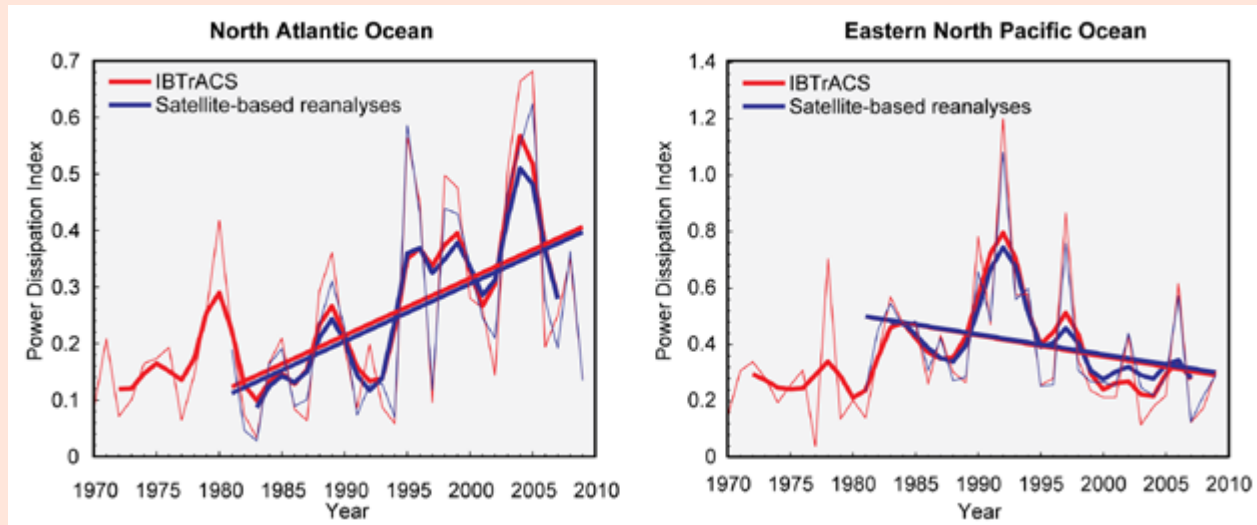 North Atlantic Ocean
0.7
0.6
0.5
0.4
0.3
0.2
0.1
0
Power Dissipation Index
IBTrACS
Satellite-based reanalyses
1970 1975 1980 1985 1990 1995 2000 2005 2010
Year
Eastern North Pacific Ocean
1.4
1.2
1.0
0.8
0.6
0.4
0.2
0
Power Dissipation Index
IBTrACS
Satellite-based reanalyses
1970 1975 1980 1985 1990 1995 2000 2005 2010
Year